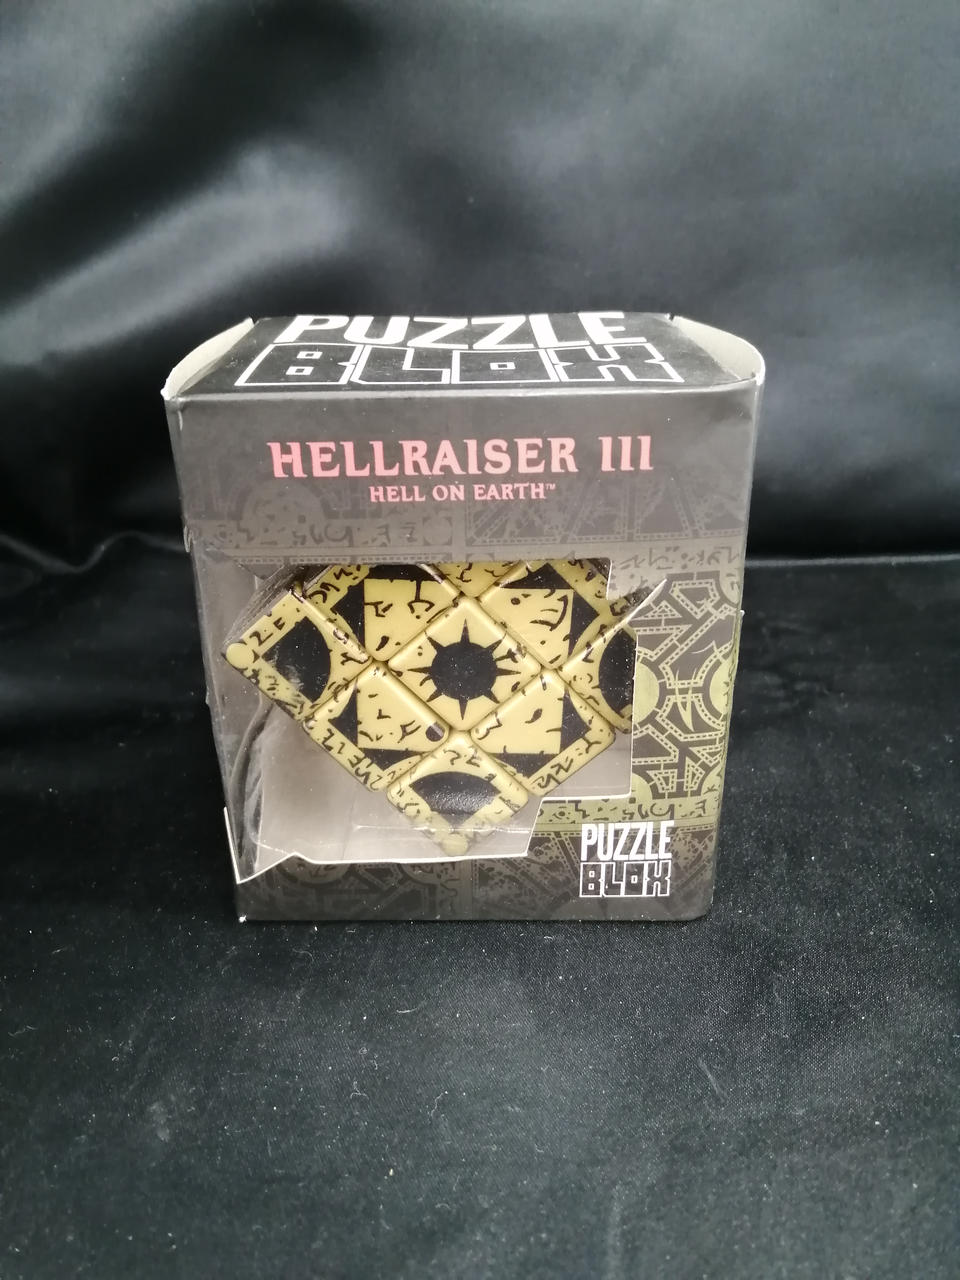 PUZZLE
BLOX
HELLRAISER III
HELL ON EARTH™
PUZZLE
BLOX